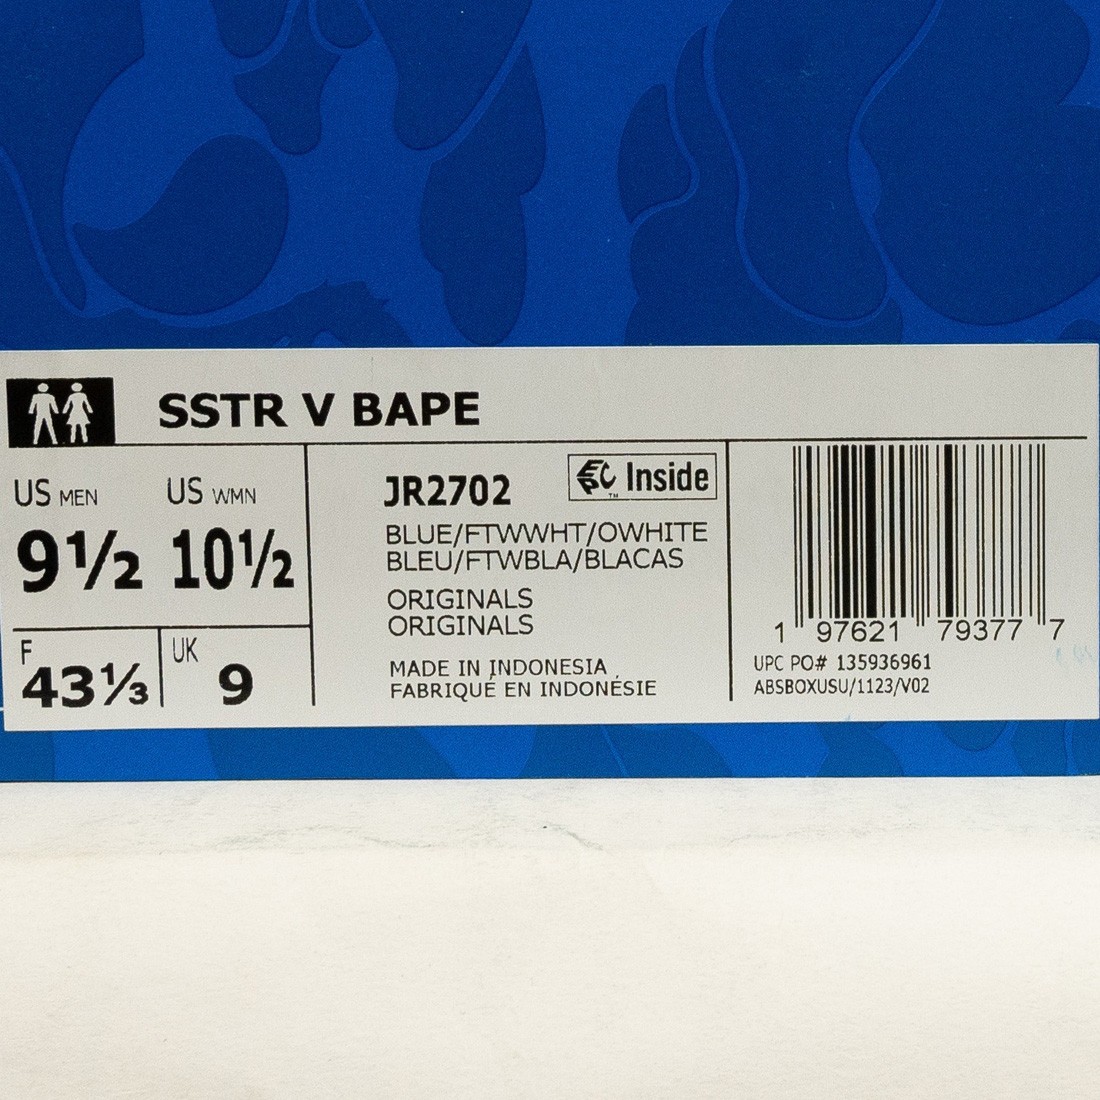 SSTR V BAPE
US MEN US WMN
9½ 10½
F 43⅓ UK 9
JR2702 EPC™ Inside
BLUE/FTWWHT/OWHITE
BLEU/FTWBLA/BLACAS
ORIGINALS
ORIGINALS
MADE IN INDONESIA
FABRIQUÉ EN INDONÉSIE
1 97621 79377 7
UPC PO# 135936961
ABSBOXUSU/1123/V02